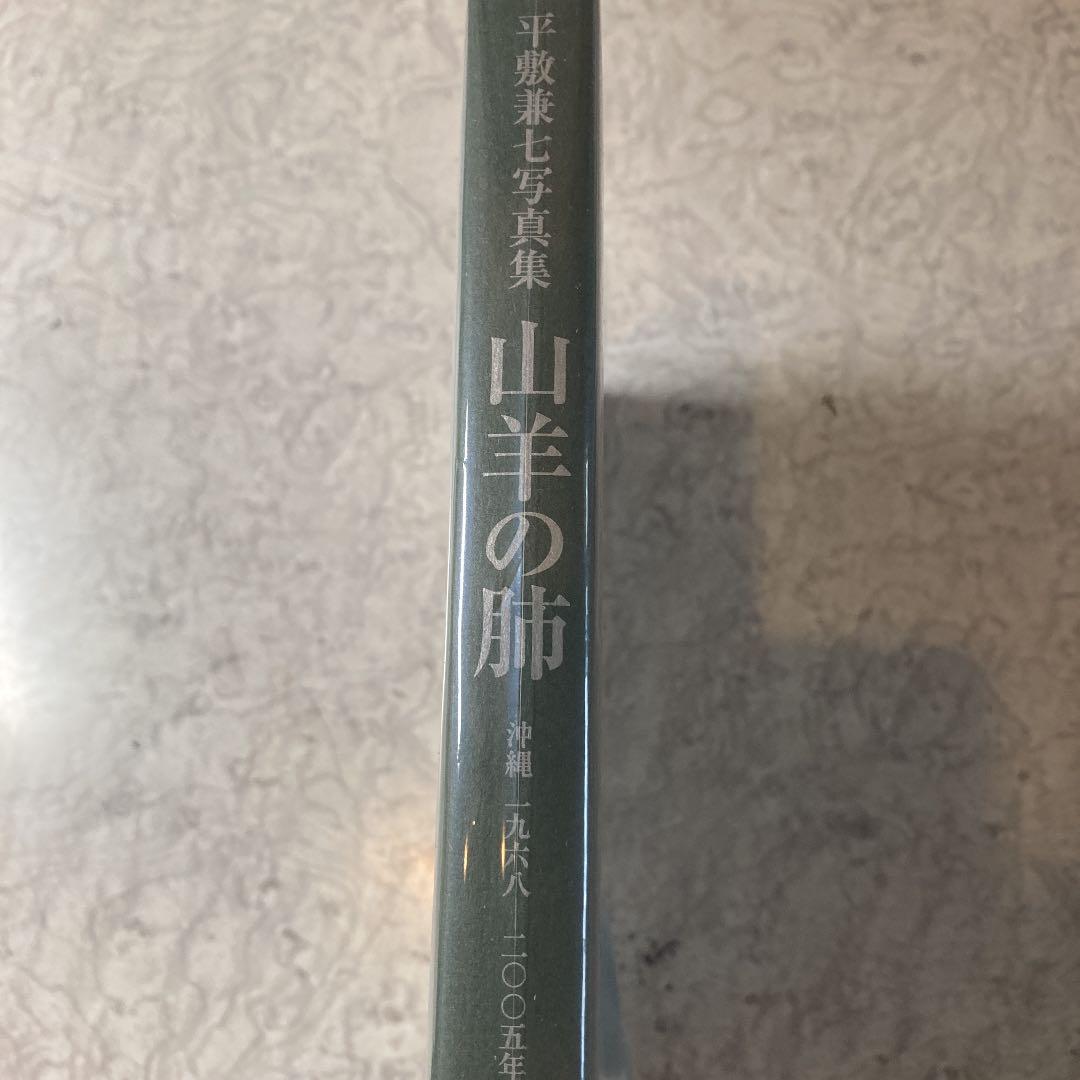 平敷兼七写真集
山羊の肺
沖縄 一九六八―二〇〇五年